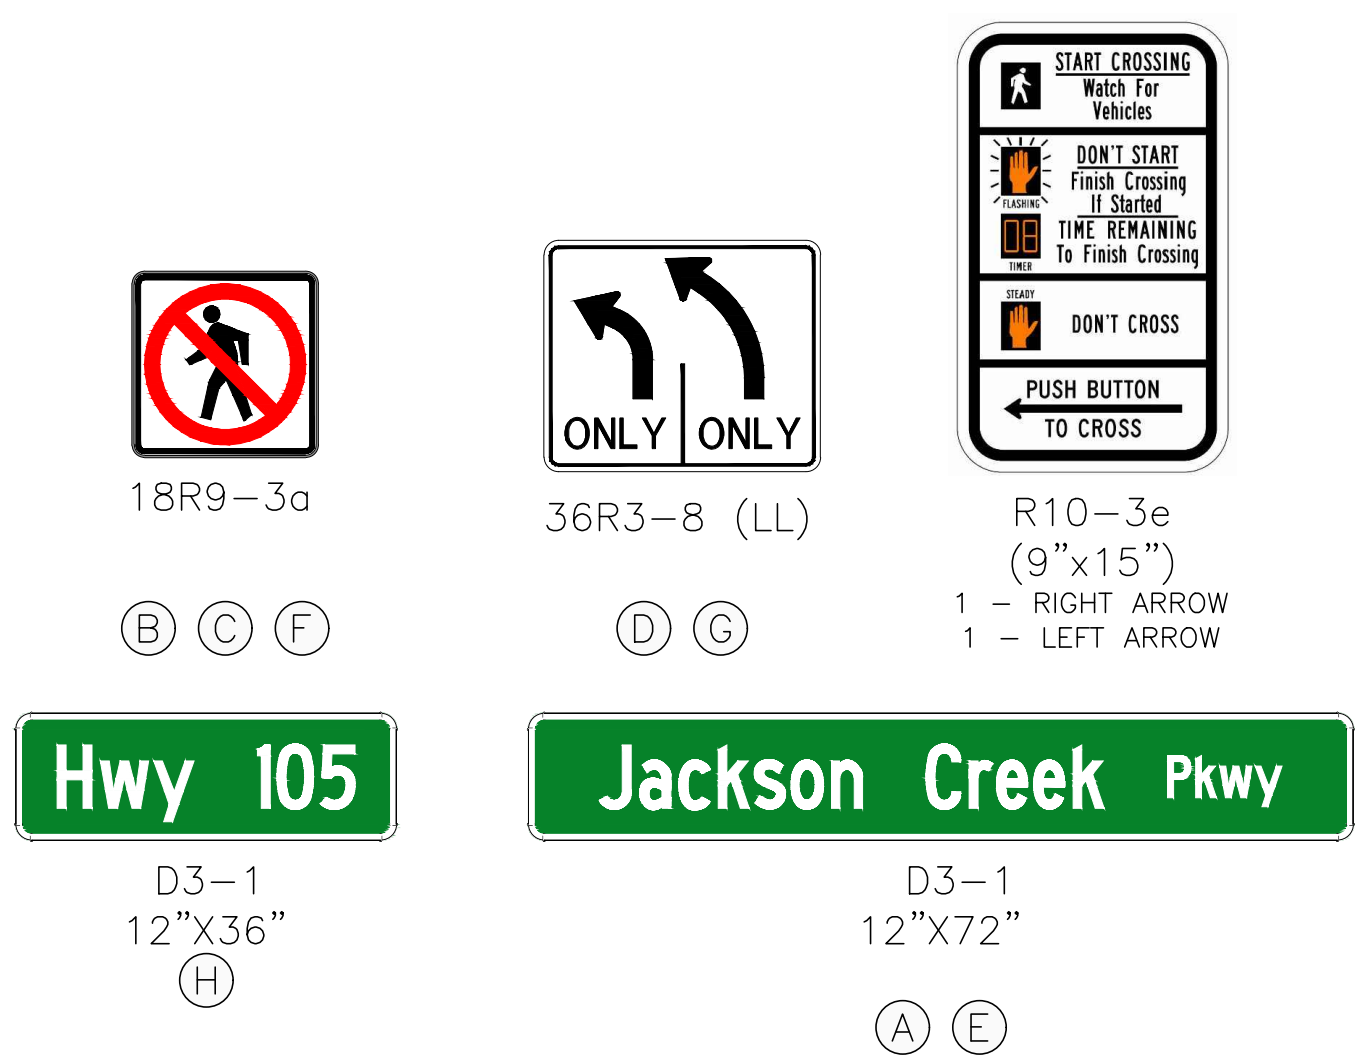 START CROSSING
Watch For
Vehicles
FLASHING
DON'T START
Finish Crossing
If Started
08
TIMER
TIME REMAINING
To Finish Crossing
STEADY
DON'T CROSS
PUSH BUTTON
TO CROSS
ONLY ONLY
18R9-3a
36R3-8 (LL)
R10-3e
(9"x15")
1 - RIGHT ARROW
1 - LEFT ARROW
B C F
D G
Hwy 105
D3-1
12"X36"
H
Jackson Creek Pkwy
D3-1
12"X72"
A E